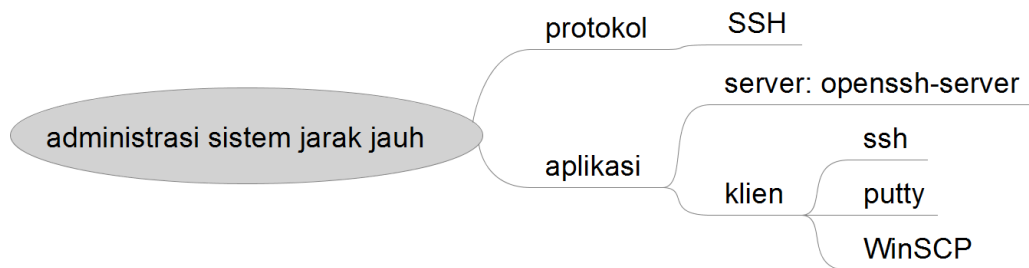 administrasi sistem jarak jauh
protokol
SSH
aplikasi
server: openssh-server
klien
ssh
putty
WinSCP